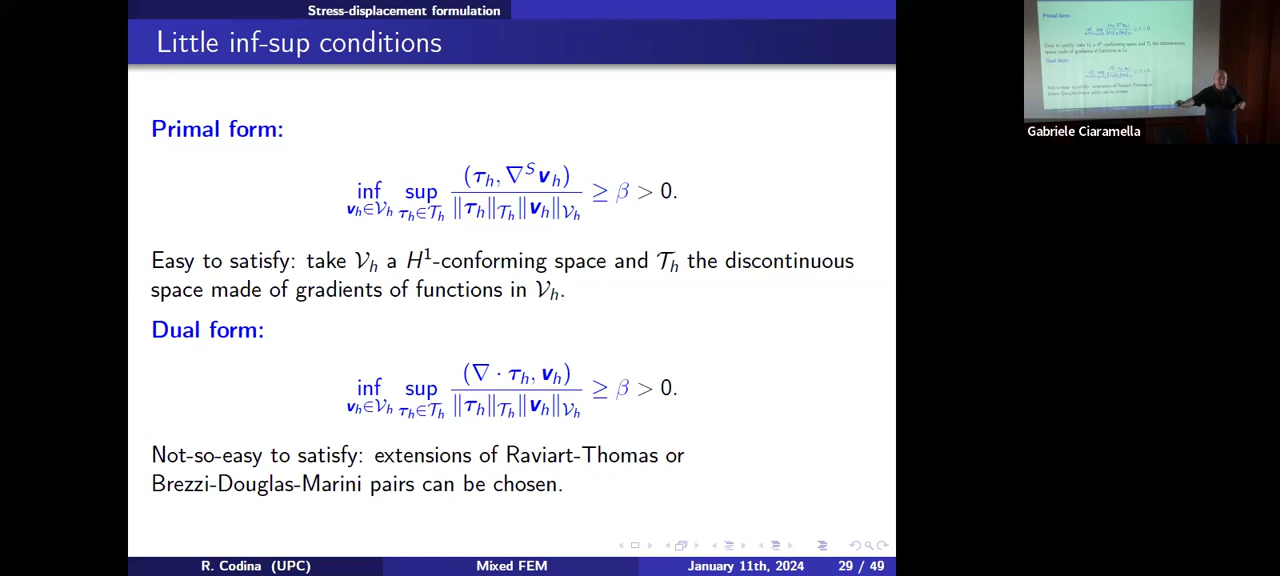 Stress-displacement formulation
Little inf-sup conditions
Primal form:
inf_{v_h∈𝒱_h} sup_{τ_h∈𝒯_h} (τ_h, ∇^S v_h) / (‖τ_h‖_{𝒯_h} ‖v_h‖_{𝒱_h}) ≥ β > 0.
Easy to satisfy: take 𝒱_h a H^1-conforming space and 𝒯_h the discontinuous
space made of gradients of functions in 𝒱_h.
Dual form:
inf_{v_h∈𝒱_h} sup_{τ_h∈𝒯_h} (∇ · τ_h, v_h) / (‖τ_h‖_{𝒯_h} ‖v_h‖_{𝒱_h}) ≥ β > 0.
Not-so-easy to satisfy: extensions of Raviart-Thomas or
Brezzi-Douglas-Marini pairs can be chosen.
R. Codina (UPC) Mixed FEM January 11th, 2024 29 / 49
Gabriele Ciaramella